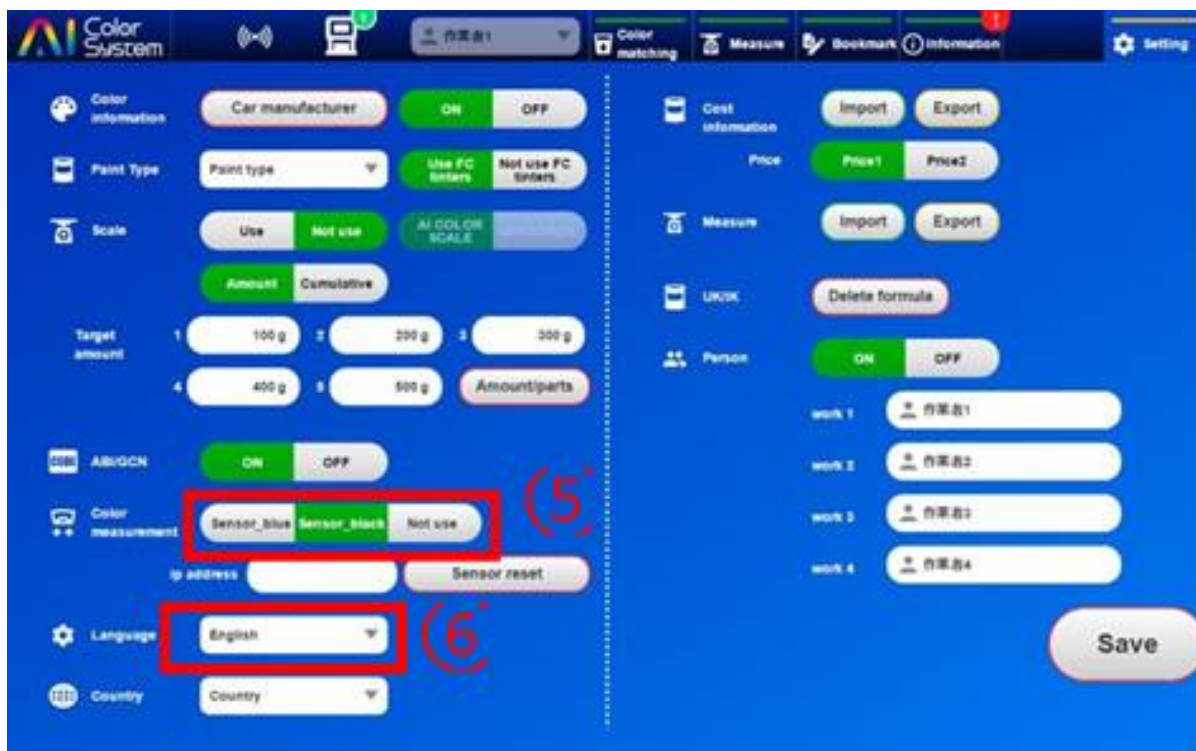 AI Color System
作業者1
Color matching
Measure
Bookmark
Information
Setting
Color information
Car manufacturer
ON
OFF
Paint Type
Paint type
Use FC tinters
Not use FC tinters
Scale
Use
Not use
AI COLOR SCALE
Amount
Cumulative
Target amount
1
100 g
2
200 g
3
300 g
4
400 g
5
500 g
Amount/parts
CODE
ABI/GCN
ON
OFF
Color measurement
Sensor_blue
Sensor_black
Not use
(5)
Ip address
Sensor reset
Language
English
(6)
Country
Country
Cost information
Import
Export
Price
Price1
Price2
Measure
Import
Export
UK/IK
Delete formula
Person
ON
OFF
work 1
作業者1
work 2
作業者2
work 3
作業者3
work 4
作業者4
Save